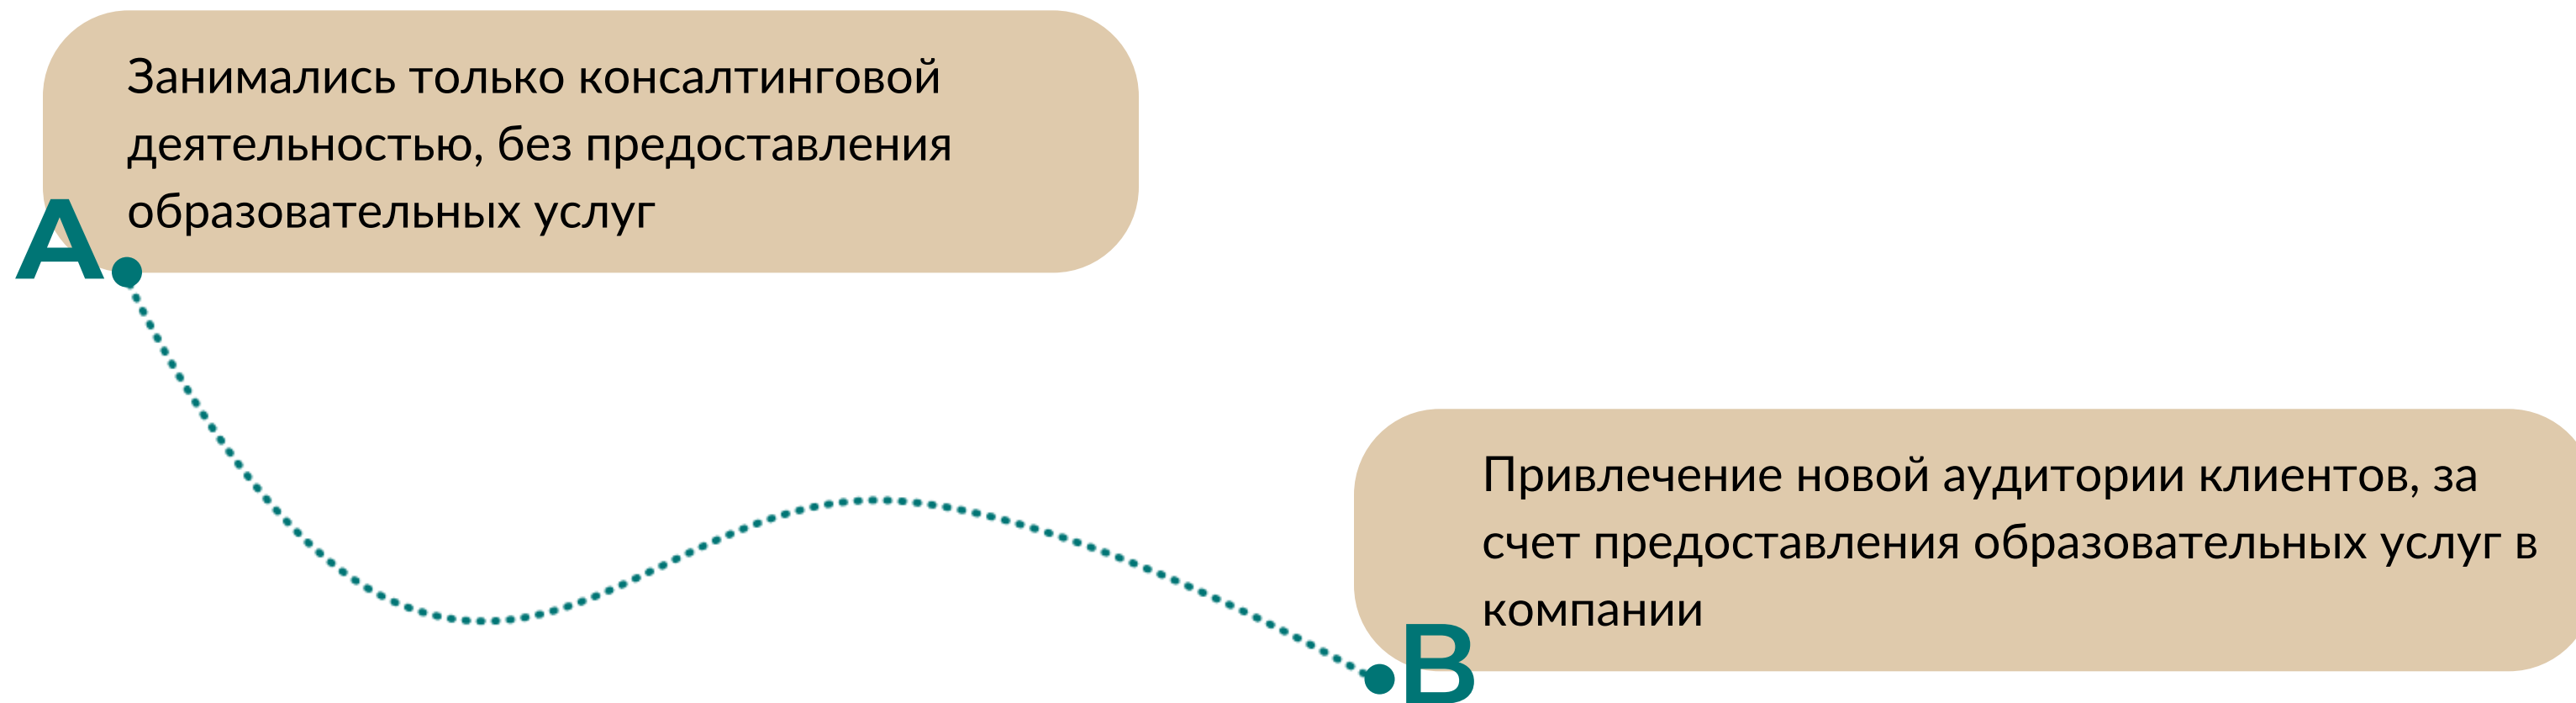 Занимались только консалтинговой
деятельностью, без предоставления
образовательных услуг
A
Привлечение новой аудитории клиентов, за
счет предоставления образовательных услуг в
компании
B